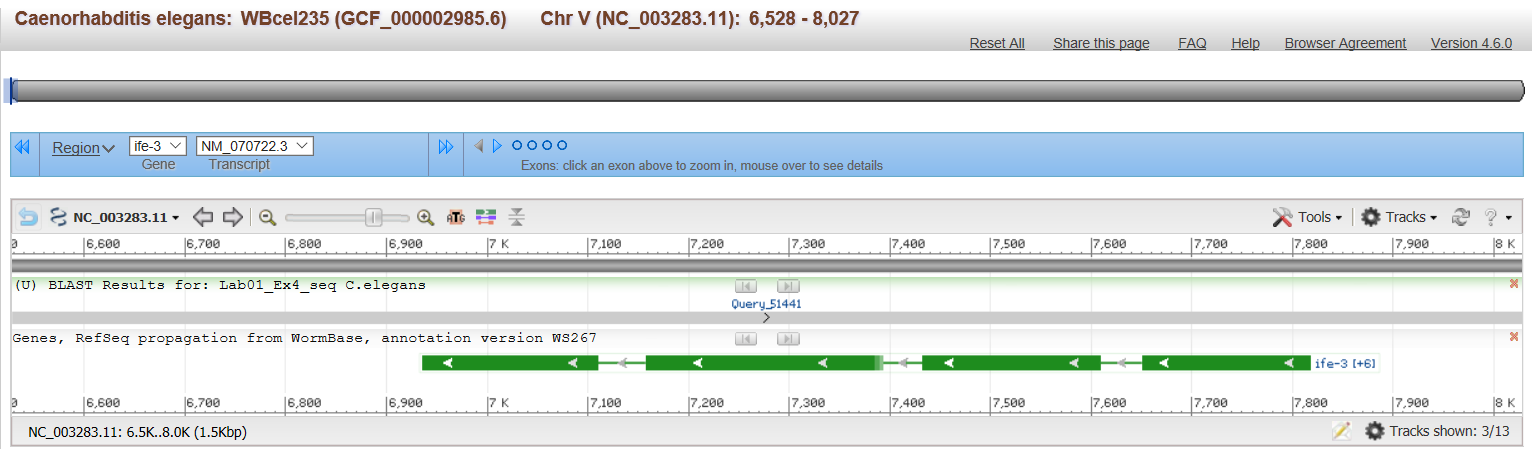 Caenorhabditis elegans: WBcel235 (GCF_000002985.6) Chr V (NC_003283.11): 6,528 - 8,027
Reset All Share this page FAQ Help Browser Agreement Version 4.6.0
Region ife-3 NM_070722.3
Gene Transcript Exons: click an exon above to zoom in, mouse over to see details
NC_003283.11 ATG Tools Tracks ?
6,600 6,700 6,800 6,900 7 K 7,100 7,200 7,300 7,400 7,500 7,600 7,700 7,800 7,900 8 K
(U) BLAST Results for: Lab01_Ex4_seq C.elegans
Query_51441
Genes, RefSeq propagation from WormBase, annotation version WS267
ife-3 [+6]
6,600 6,700 6,800 6,900 7 K 7,100 7,200 7,300 7,400 7,500 7,600 7,700 7,800 7,900 8 K
NC_003283.11: 6.5K..8.0K (1.5Kbp) Tracks shown: 3/13